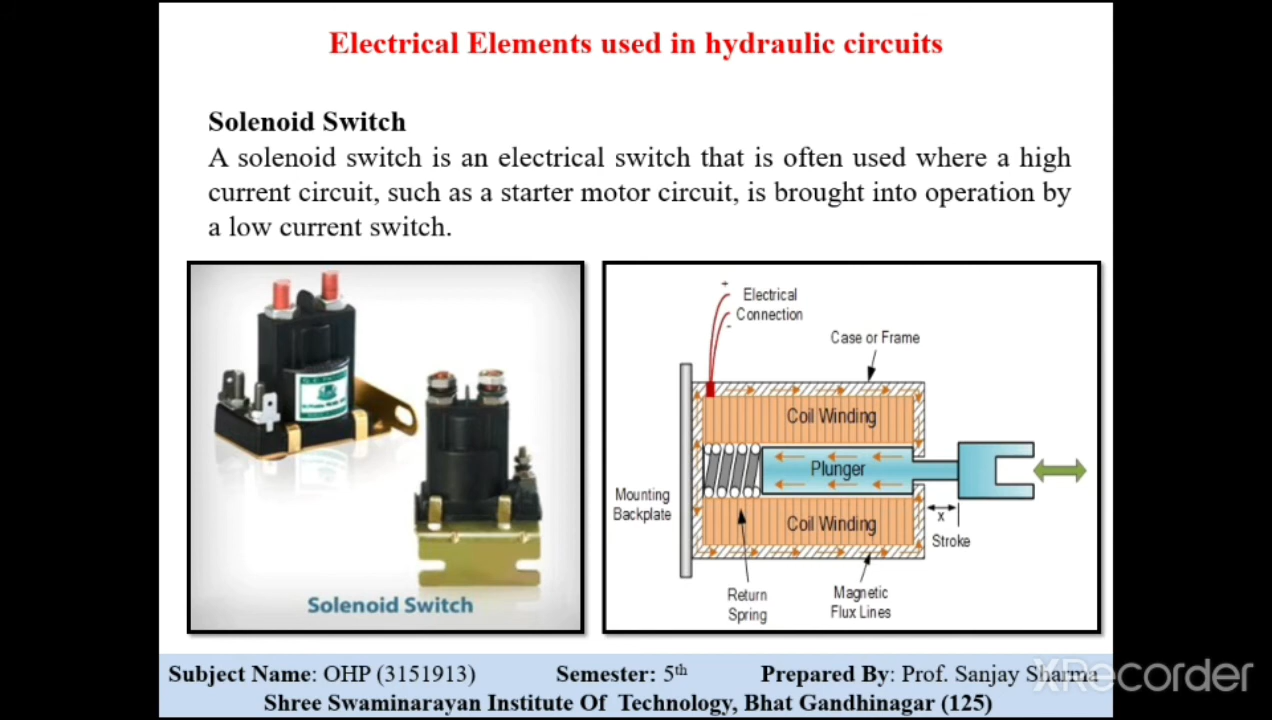 Electrical Elements used in hydraulic circuits
Solenoid Switch
A solenoid switch is an electrical switch that is often used where a high
current circuit, such as a starter motor circuit, is brought into operation by
a low current switch.
Solenoid Switch
+
Electrical
Connection
-
Case or Frame
Coil Winding
Plunger
Mounting
Backplate
Coil Winding
x
Stroke
Return
Spring
Magnetic
Flux Lines
Subject Name: OHP (3151913) Semester: 5th Prepared By: Prof. Sanjay Sharma
Shree Swaminarayan Institute Of Technology, Bhat Gandhinagar (125)
XRecorder